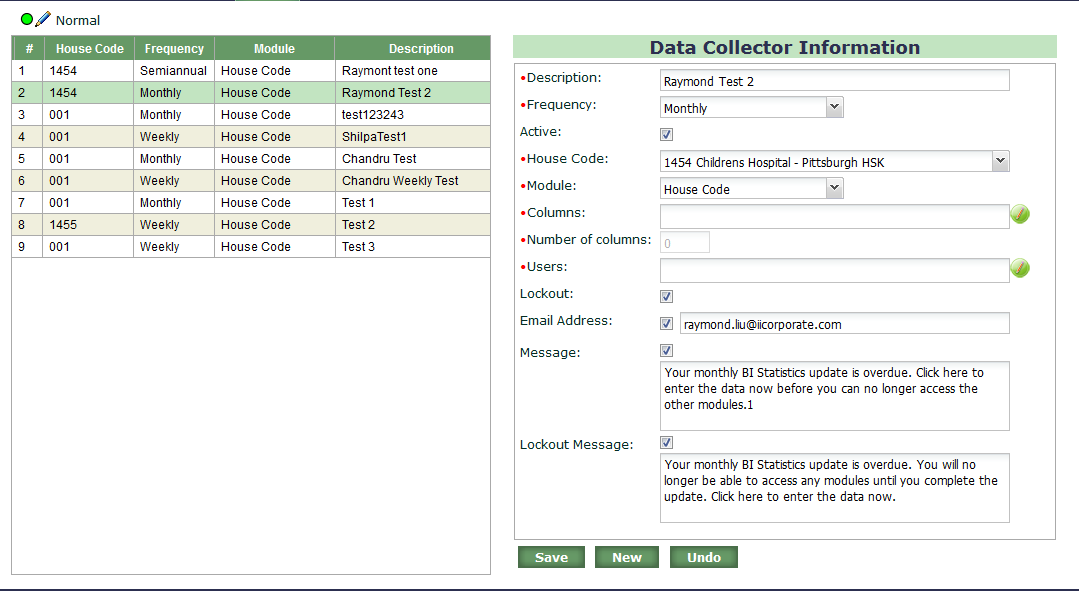 Normal
# House Code Frequency Module Description
1 1454 Semiannual House Code Raymont test one
2 1454 Monthly House Code Raymond Test 2
3 001 Monthly House Code test123243
4 001 Weekly House Code ShilpaTest1
5 001 Monthly House Code Chandru Test
6 001 Weekly House Code Chandru Weekly Test
7 001 Monthly House Code Test 1
8 1455 Weekly House Code Test 2
9 001 Weekly House Code Test 3
Data Collector Information
•Description: Raymond Test 2
•Frequency: Monthly
Active:
•House Code: 1454 Childrens Hospital - Pittsburgh HSK
•Module: House Code
•Columns:
•Number of columns: 0
•Users:
Lockout:
Email Address: raymond.liu@iicorporate.com
Message:
Your monthly BI Statistics update is overdue. Click here to
enter the data now before you can no longer access the
other modules.1
Lockout Message:
Your monthly BI Statistics update is overdue. You will no
longer be able to access any modules until you complete the
update. Click here to enter the data now.
Save New Undo